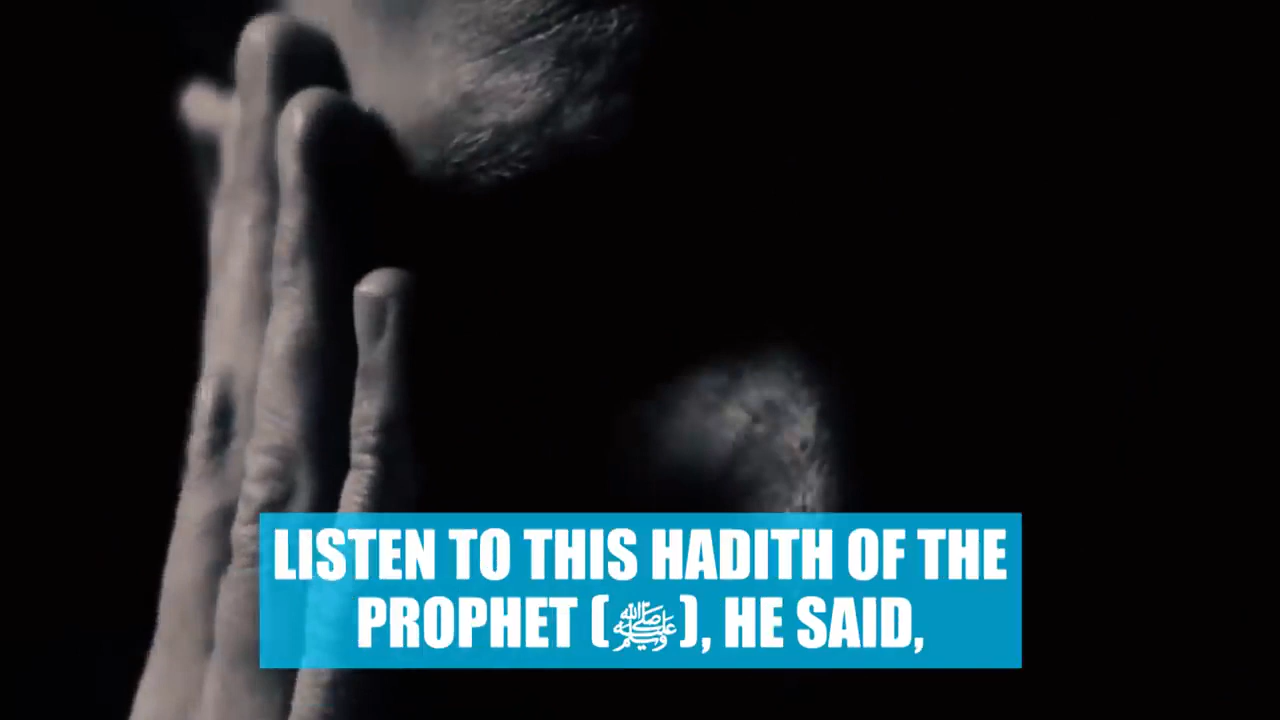 LISTEN TO THIS HADITH OF THE
PROPHET (ﷺ), HE SAID,